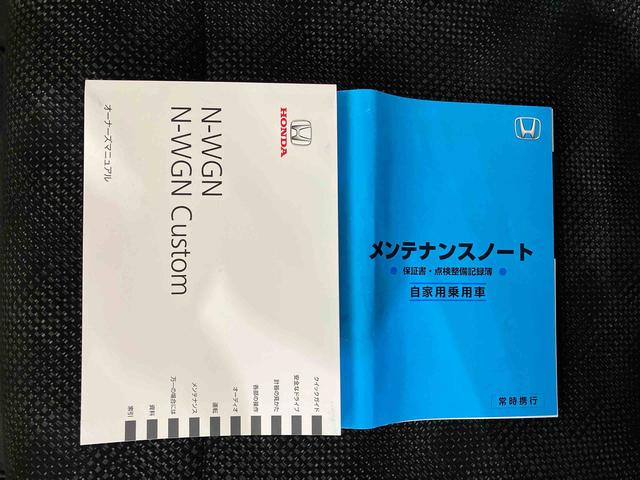 HONDA
N-WGN
N-WGN Custom
オーナーズマニュアル
クイックガイド
安全なドライブ
計器の見かた
各部の操作
オーディオ
運転
メンテナンス
万一の場合には
資料
索引
メンテナンスノート
保証書・点検整備記録簿
自家用乗用車
常時携行